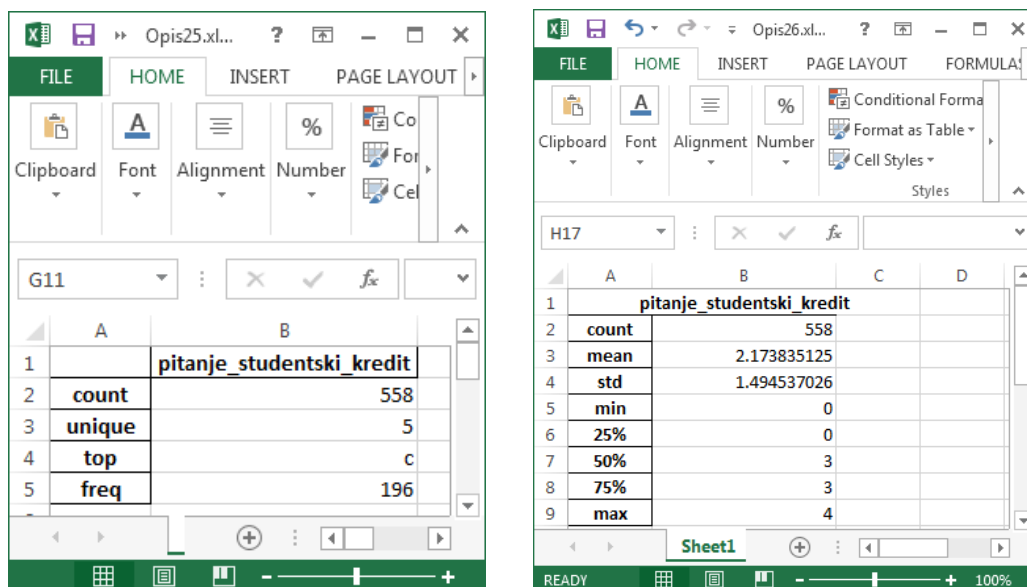 Opis25.xl... ?
FILE HOME INSERT PAGE LAYOUT
Co
For
Cel
Clipboard Font Alignment Number
G11 fx
A B
1 pitanje_studentski_kredit
2 count 558
3 unique 5
4 top c
5 freq 196
Opis26.xl... ?
FILE HOME INSERT PAGE LAYOUT FORMULAS
Conditional Forma
Format as Table
Cell Styles
Clipboard Font Alignment Number
Styles
H17 fx
A B C D
1 pitanje_studentski_kredit
2 count 558
3 mean 2.173835125
4 std 1.494537026
5 min 0
6 25% 0
7 50% 3
8 75% 3
9 max 4
Sheet1
READY 100%